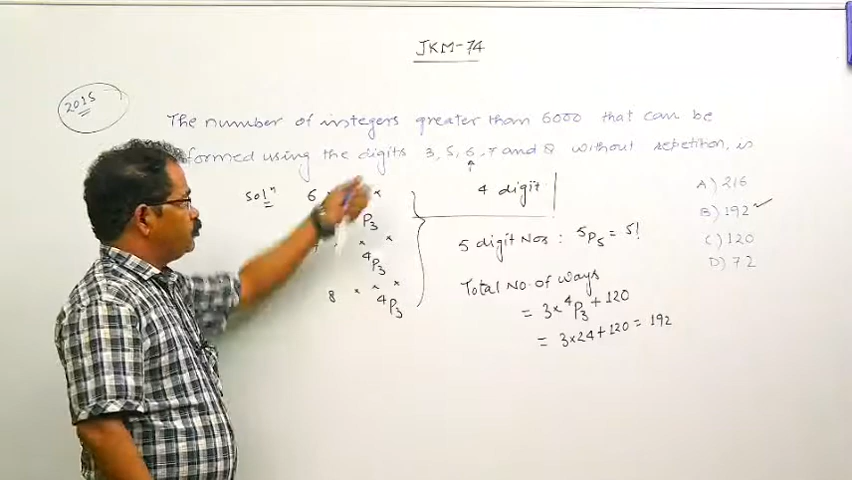 JKM-74
2015
The number of integers greater than 6000 that can be
formed using the digits 3, 5, 6, 7 and 8 without repetition, is
Solⁿ 6 ×
P₃
× ×
⁴P₃
8 × × ×
⁴P₃
4 digit
5 digit Nos : ⁵P₅ = 5!
Total No. of ways
= 3×⁴P₃ + 120
= 3×24+120 = 192
A) 216
B) 192 ✓
C) 120
D) 72